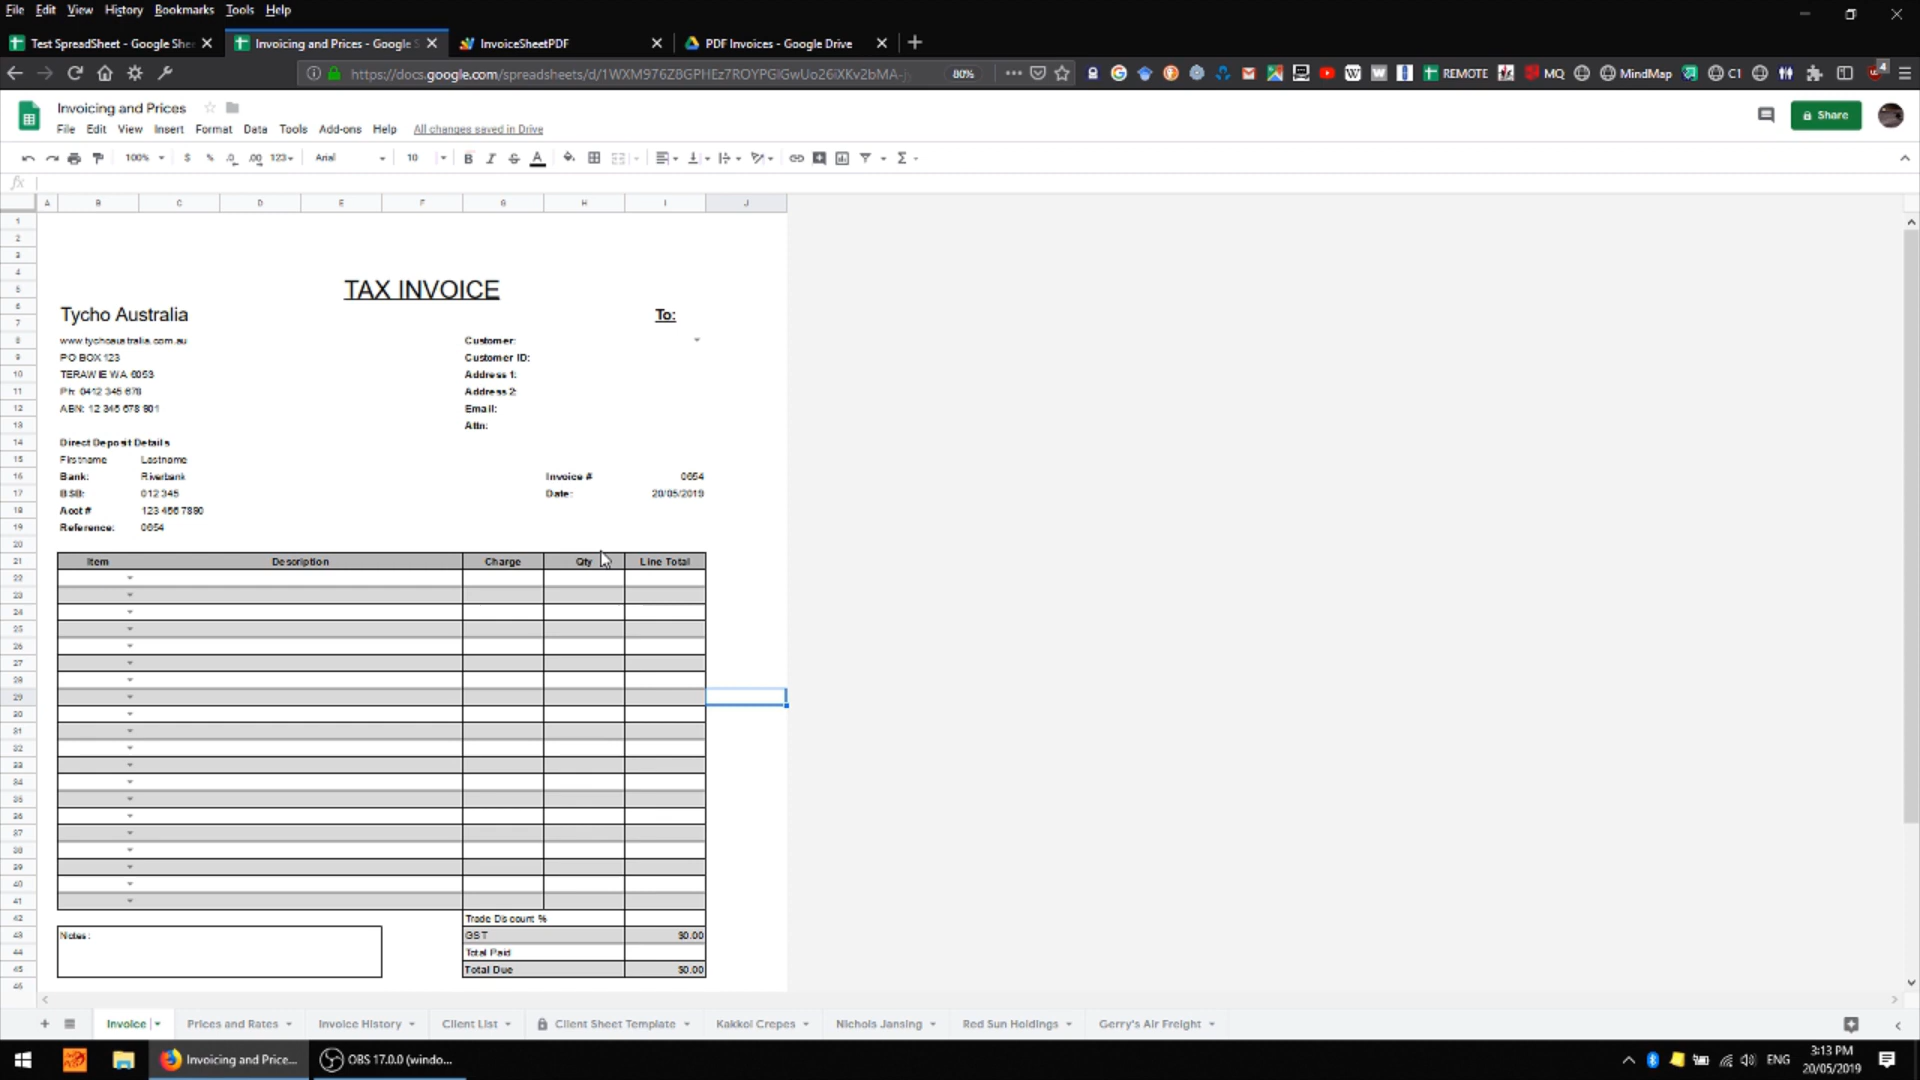 File Edit View History Bookmarks Tools Help
Test SpreadSheet - Google She
Invoicing and Prices - Google S
InvoiceSheetPDF
PDF Invoices - Google Drive
80%
REMOTE
MQ
MindMap
C1
4
Invoicing and Prices
File Edit View Insert Format Data Tools Add-ons Help All changes saved in Drive
Share
100% $ % .0 .00 123 Arial 10
A B C D E F G H I J
TAX INVOICE
Tycho Australia
To:
www.tychoaustralia.com.au
Customer:
PO BOX 123
Customer ID:
Address 1:
Ph: 0412 345 678
Address 2:
ABN: 12 345 678 901
Email:
Attn:
Direct Deposit Details
Firstname Lastname
Bank: Riverbank
Invoice # 0654
BSB: 012 345
Date: 20/05/2019
Acct # 123 456 7890
Reference: 0654
Item Description Charge Qty Line Total
Trade Discount %
Notes:
GST $0.00
Total Paid
Total Due $0.00
Invoice Prices and Rates Invoice History Client List Client Sheet Template Kakkoi Crepes Nichols Jansing Red Sun Holdings Gerry's Air Freight
Invoicing and Price...
OBS 17.0.0 (windo...
ENG
3:13 PM
20/05/2019